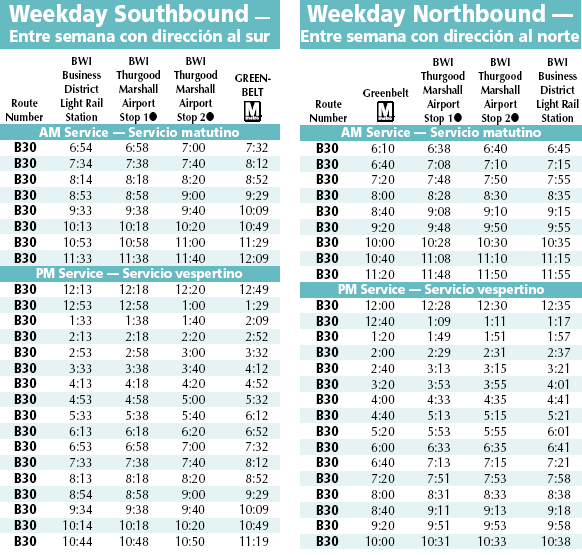 Weekday Southbound —
Entre semana con dirección al sur
Route Number	BWI Business District Light Rail Station	BWI Thurgood Marshall Airport Stop 1●	BWI Thurgood Marshall Airport Stop 2●	GREEN-BELT M
AM Service — Servicio matutino
B30 6:54 6:58 7:00 7:32
B30 7:34 7:38 7:40 8:12
B30 8:14 8:18 8:20 8:52
B30 8:53 8:58 9:00 9:29
B30 9:33 9:38 9:40 10:09
B30 10:13 10:18 10:20 10:49
B30 10:53 10:58 11:00 11:29
B30 11:33 11:38 11:40 12:09
PM Service — Servicio vespertino
B30 12:13 12:18 12:20 12:49
B30 12:53 12:58 1:00 1:29
B30 1:33 1:38 1:40 2:09
B30 2:13 2:18 2:20 2:52
B30 2:53 2:58 3:00 3:32
B30 3:33 3:38 3:40 4:12
B30 4:13 4:18 4:20 4:52
B30 4:53 4:58 5:00 5:32
B30 5:33 5:38 5:40 6:12
B30 6:13 6:18 6:20 6:52
B30 6:53 6:58 7:00 7:32
B30 7:33 7:38 7:40 8:12
B30 8:13 8:18 8:20 8:52
B30 8:54 8:58 9:00 9:29
B30 9:34 9:38 9:40 10:09
B30 10:14 10:18 10:20 10:49
B30 10:44 10:48 10:50 11:19
Weekday Northbound —
Entre semana con dirección al norte
Route Number	Greenbelt M	BWI Thurgood Marshall Airport Stop 1●	BWI Thurgood Marshall Airport Stop 2●	BWI Business District Light Rail Station
AM Service — Servicio matutino
B30 6:10 6:38 6:40 6:45
B30 6:40 7:08 7:10 7:15
B30 7:20 7:48 7:50 7:55
B30 8:00 8:28 8:30 8:35
B30 8:40 9:08 9:10 9:15
B30 9:20 9:48 9:50 9:55
B30 10:00 10:28 10:30 10:35
B30 10:40 11:08 11:10 11:15
B30 11:20 11:48 11:50 11:55
PM Service — Servicio vespertino
B30 12:00 12:28 12:30 12:35
B30 12:40 1:09 1:11 1:17
B30 1:20 1:49 1:51 1:57
B30 2:00 2:29 2:31 2:37
B30 2:40 3:13 3:15 3:21
B30 3:20 3:53 3:55 4:01
B30 4:00 4:33 4:35 4:41
B30 4:40 5:13 5:15 5:21
B30 5:20 5:53 5:55 6:01
B30 6:00 6:33 6:35 6:41
B30 6:40 7:13 7:15 7:21
B30 7:20 7:51 7:53 7:58
B30 8:00 8:31 8:33 8:38
B30 8:40 9:11 9:13 9:18
B30 9:20 9:51 9:53 9:58
B30 10:00 10:31 10:33 10:38